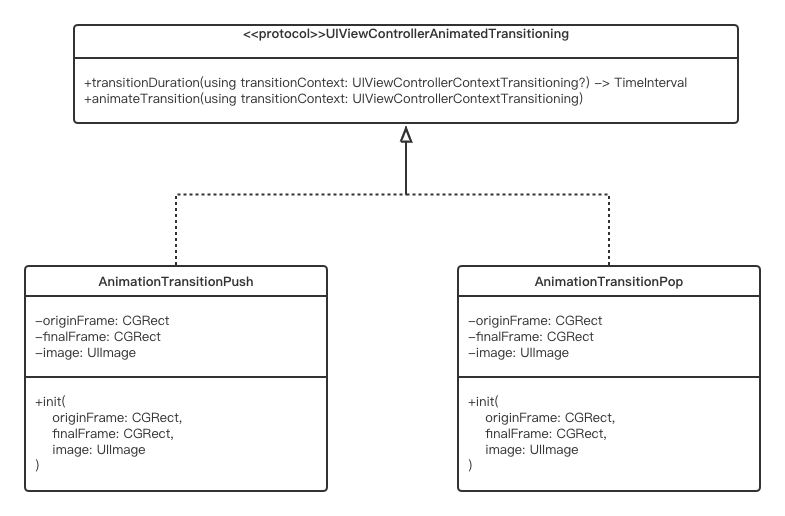 <<protocol>>UIViewControllerAnimatedTransitioning
+transitionDuration(using transitionContext: UIViewControllerContextTransitioning?) -> TimeInterval
+animateTransition(using transitionContext: UIViewControllerContextTransitioning)
AnimationTransitionPush
-originFrame: CGRect
-finalFrame: CGRect
-image: UIImage
+init(
originFrame: CGRect,
finalFrame: CGRect,
image: UIImage
)
AnimationTransitionPop
-originFrame: CGRect
-finalFrame: CGRect
-image: UIImage
+init(
originFrame: CGRect,
finalFrame: CGRect,
image: UIImage
)